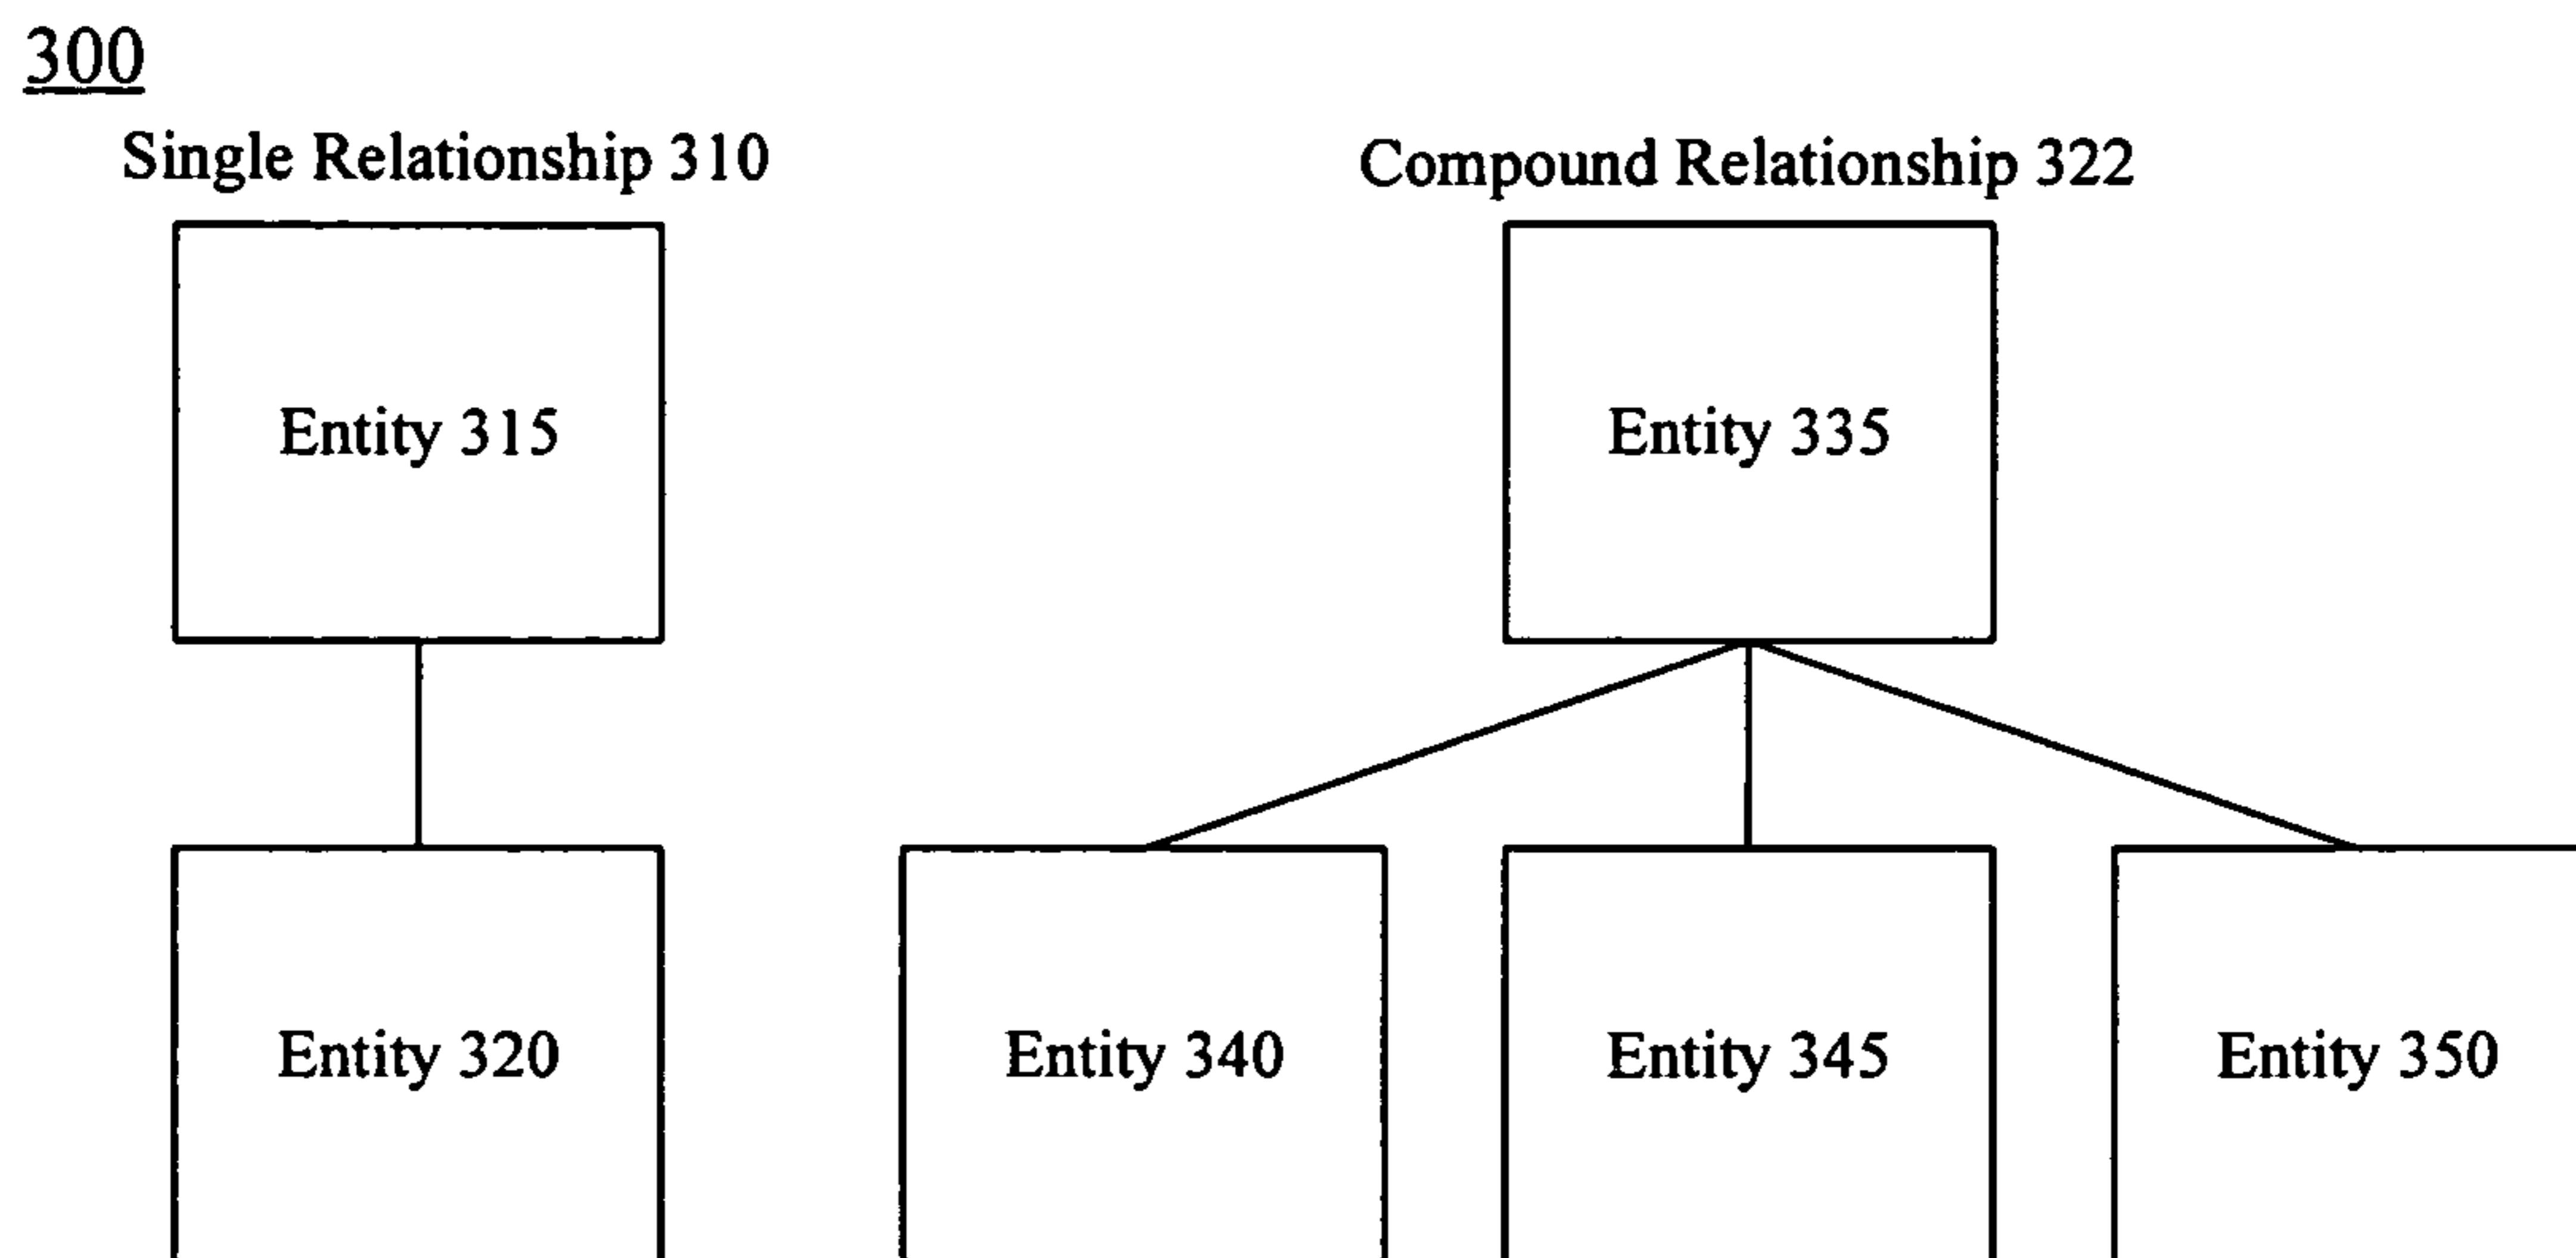 300
Single Relationship 310
Compound Relationship 322
Entity 315
Entity 335
Entity 320
Entity 340
Entity 345
Entity 350